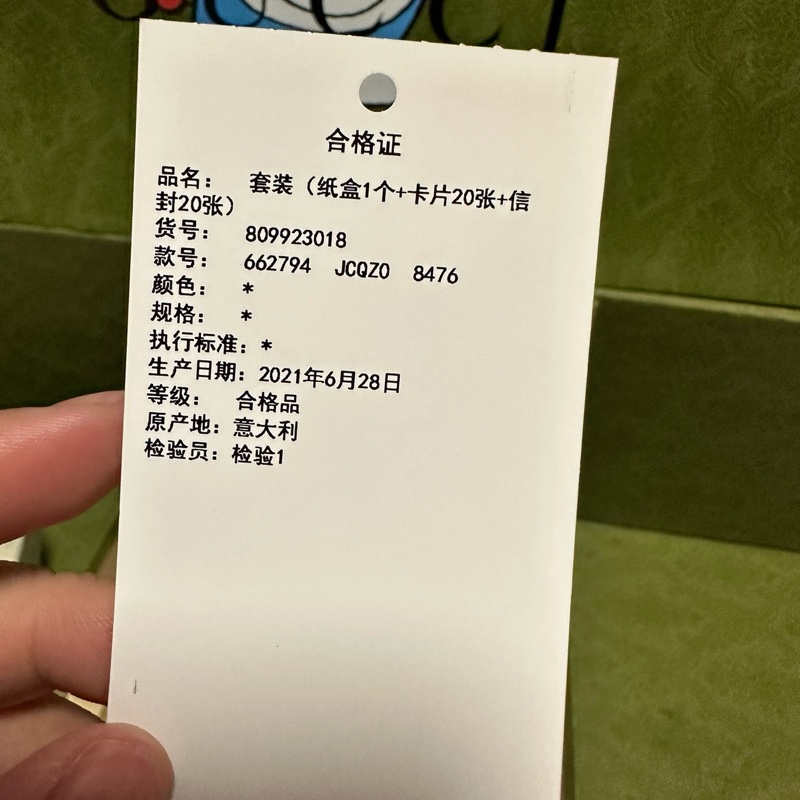 合格证
品名： 套装（纸盒1个+卡片20张+信
封20张）
货号： 809923018
款号： 662794 JCQZ0 8476
颜色： *
规格： *
执行标准：*
生产日期：2021年6月28日
等级： 合格品
原产地：意大利
检验员：检验1